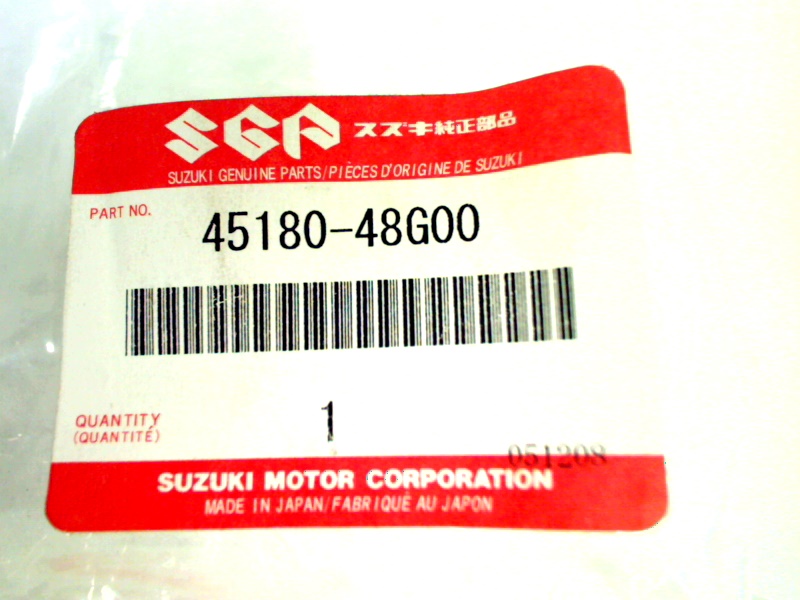 SGP スズキ純正部品
SUZUKI GENUINE PARTS/PIÈCES D'ORIGINE DE SUZUKI
PART NO.
45180-48G00
QUANTITY
(QUANTITÉ)
1
051208
SUZUKI MOTOR CORPORATION
MADE IN JAPAN/FABRIQUÉ AU JAPON